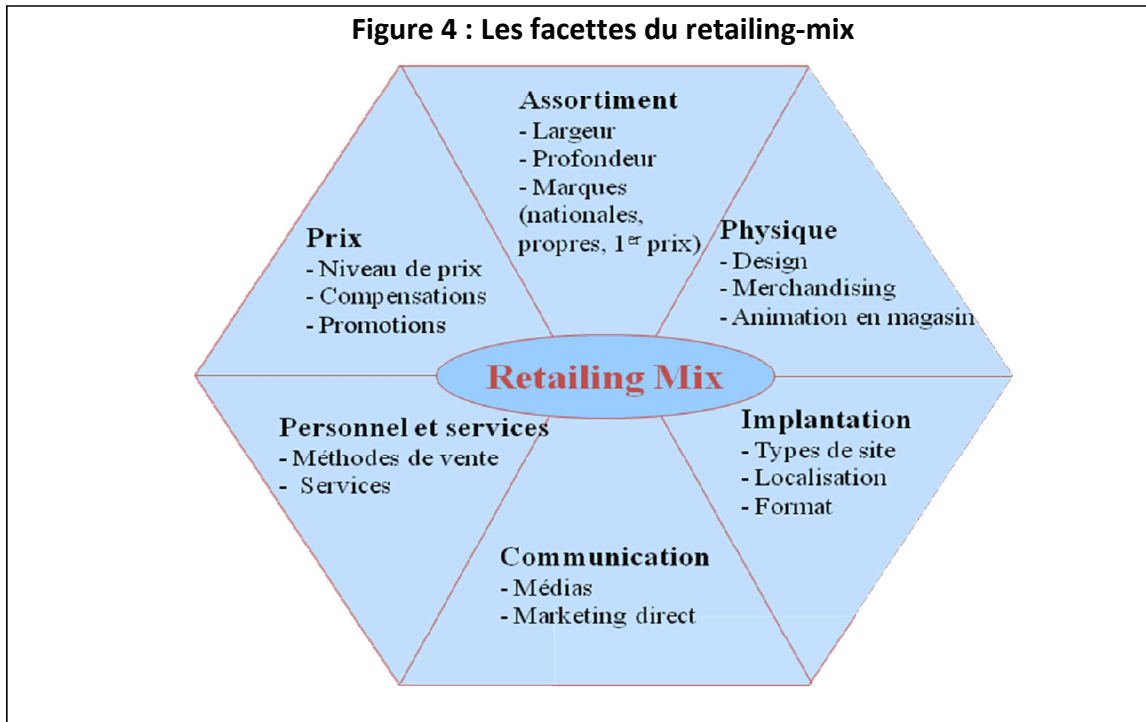 Figure 4 : Les facettes du retailing-mix
Assortiment
- Largeur
- Profondeur
- Marques
(nationales,
propres, 1er prix)
Physique
- Design
- Merchandising
- Animation en magasin
Prix
- Niveau de prix
- Compensations
- Promotions
Retailing Mix
Personnel et services
- Méthodes de vente
- Services
Implantation
- Types de site
- Localisation
- Format
Communication
- Médias
- Marketing direct